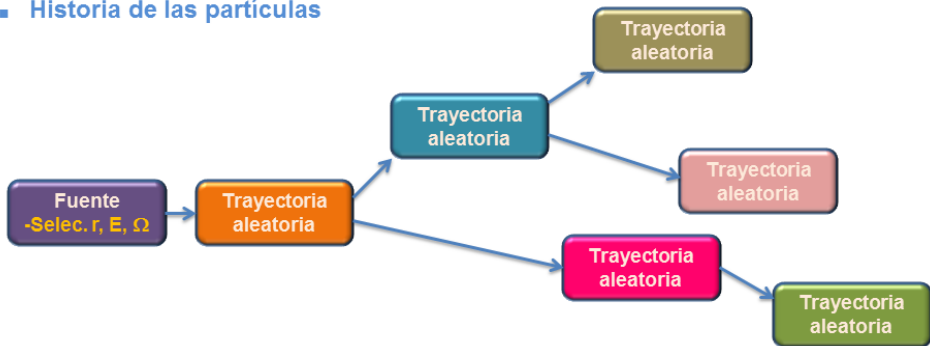 Historia de las partículas
Trayectoria
aleatoria
Trayectoria
aleatoria
Trayectoria
aleatoria
Fuente
-Selec. r, E, Ω
Trayectoria
aleatoria
Trayectoria
aleatoria
Trayectoria
aleatoria